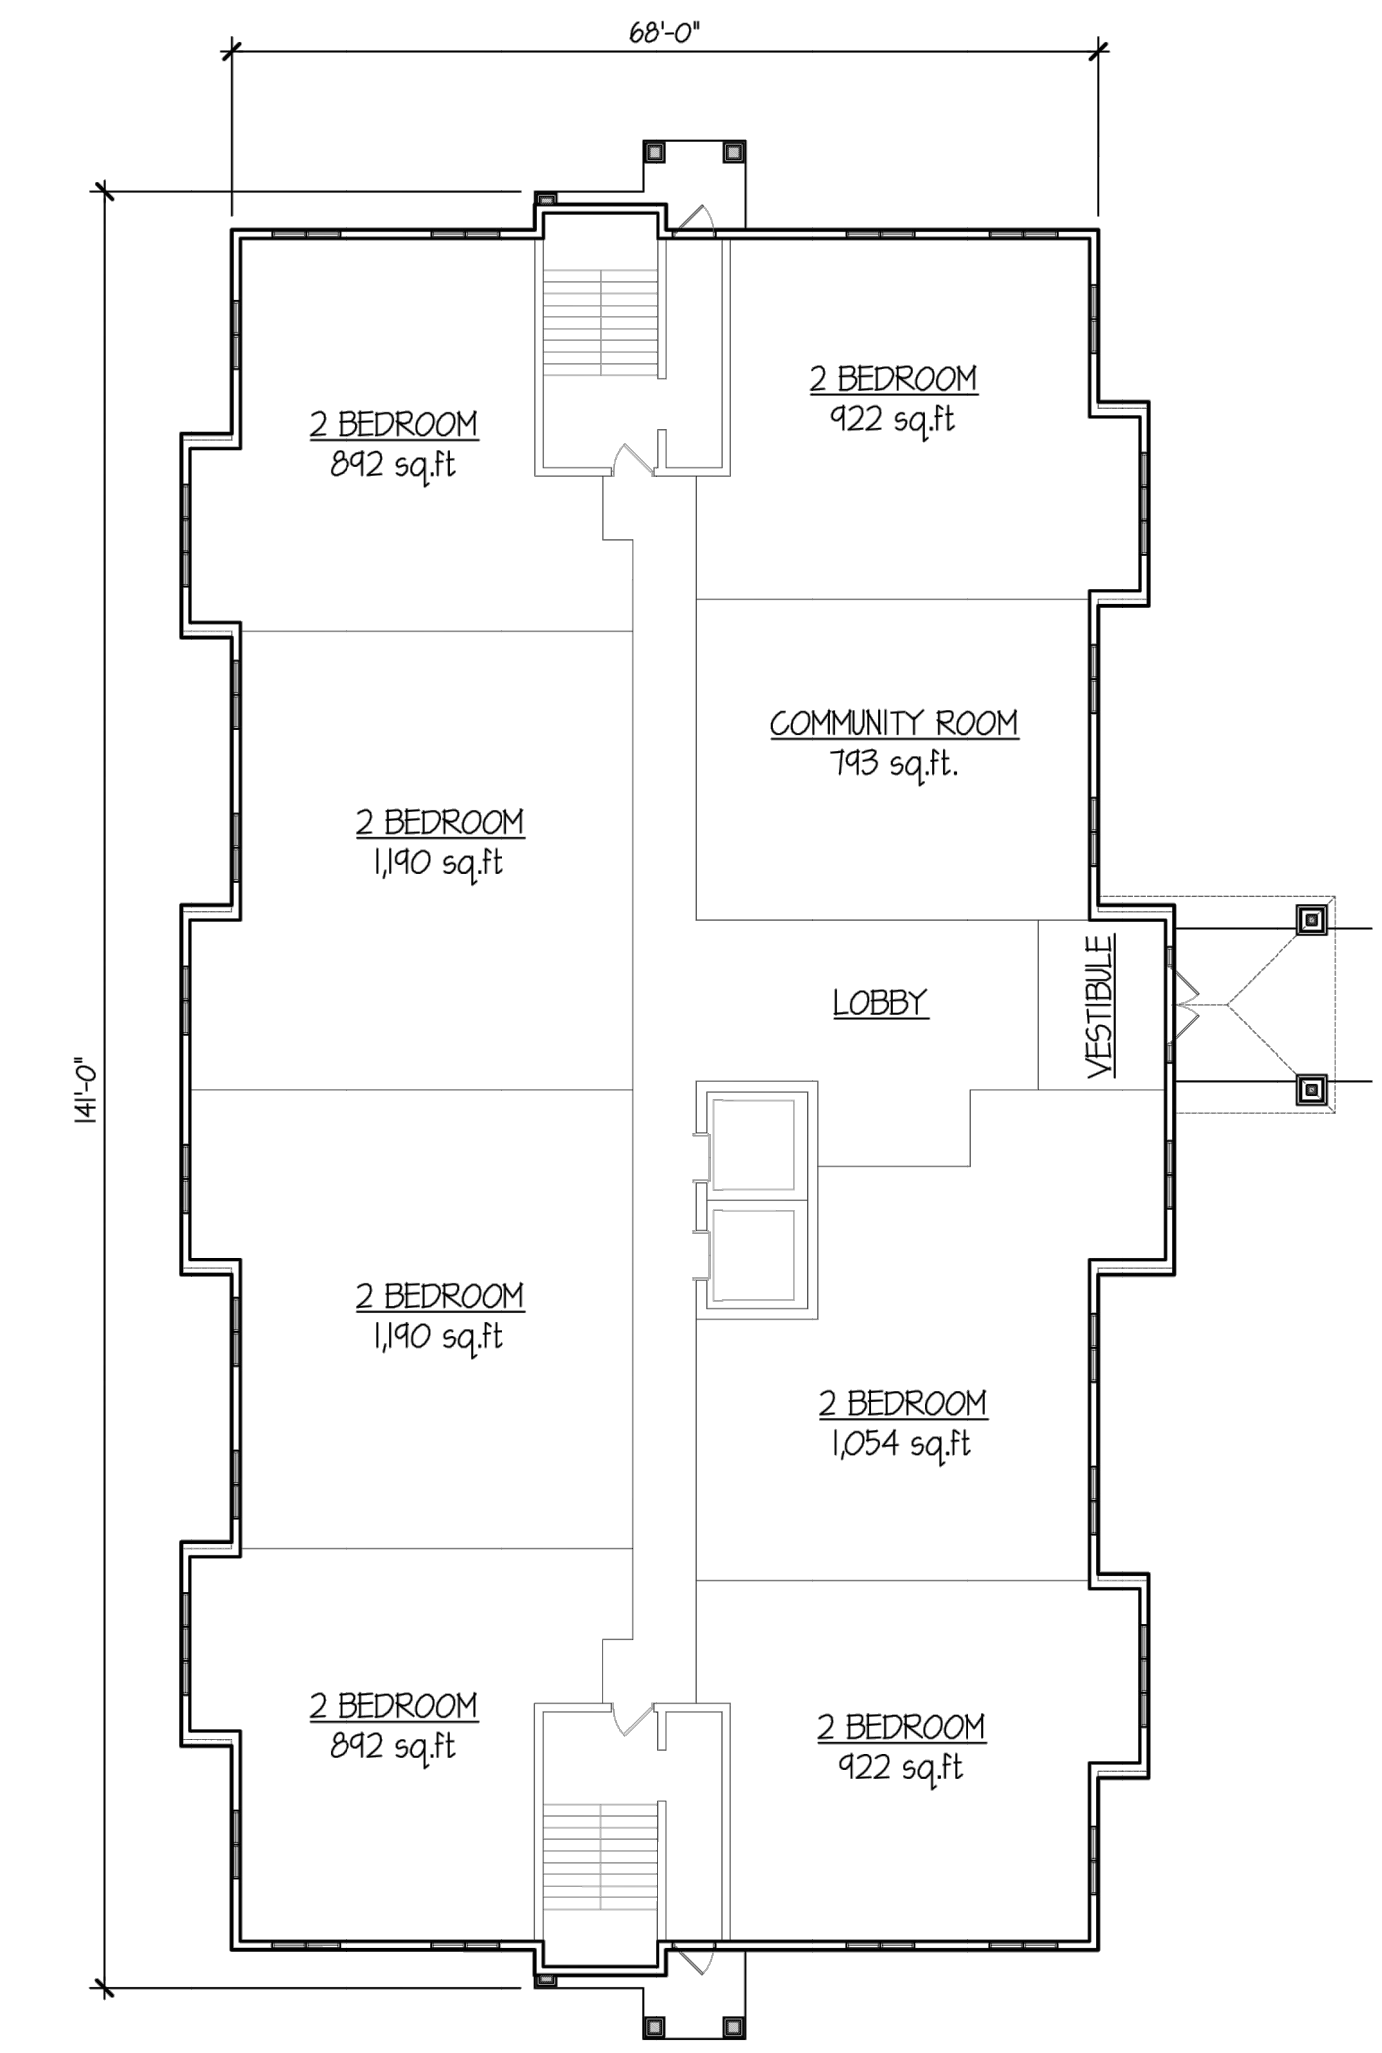 68'-0"
2 BEDROOM
922 sq.ft
2 BEDROOM
892 sq.ft
COMMUNITY ROOM
793 sq.ft.
2 BEDROOM
1,190 sq.ft
LOBBY
VESTIBULE
141'-0"
2 BEDROOM
1,190 sq.ft
2 BEDROOM
1,054 sq.ft
2 BEDROOM
892 sq.ft
2 BEDROOM
922 sq.ft